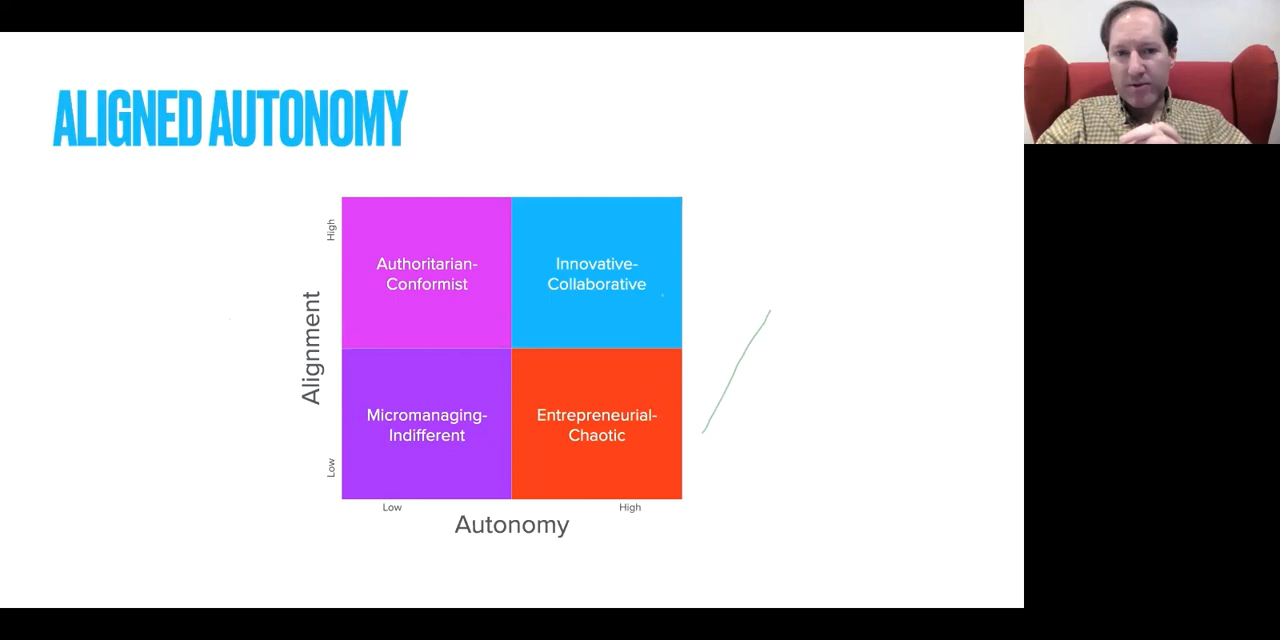 ALIGNED AUTONOMY
High
Authoritarian-
Conformist
Innovative-
Collaborative
Alignment
Micromanaging-
Indifferent
Entrepreneurial-
Chaotic
Low
Low
High
Autonomy